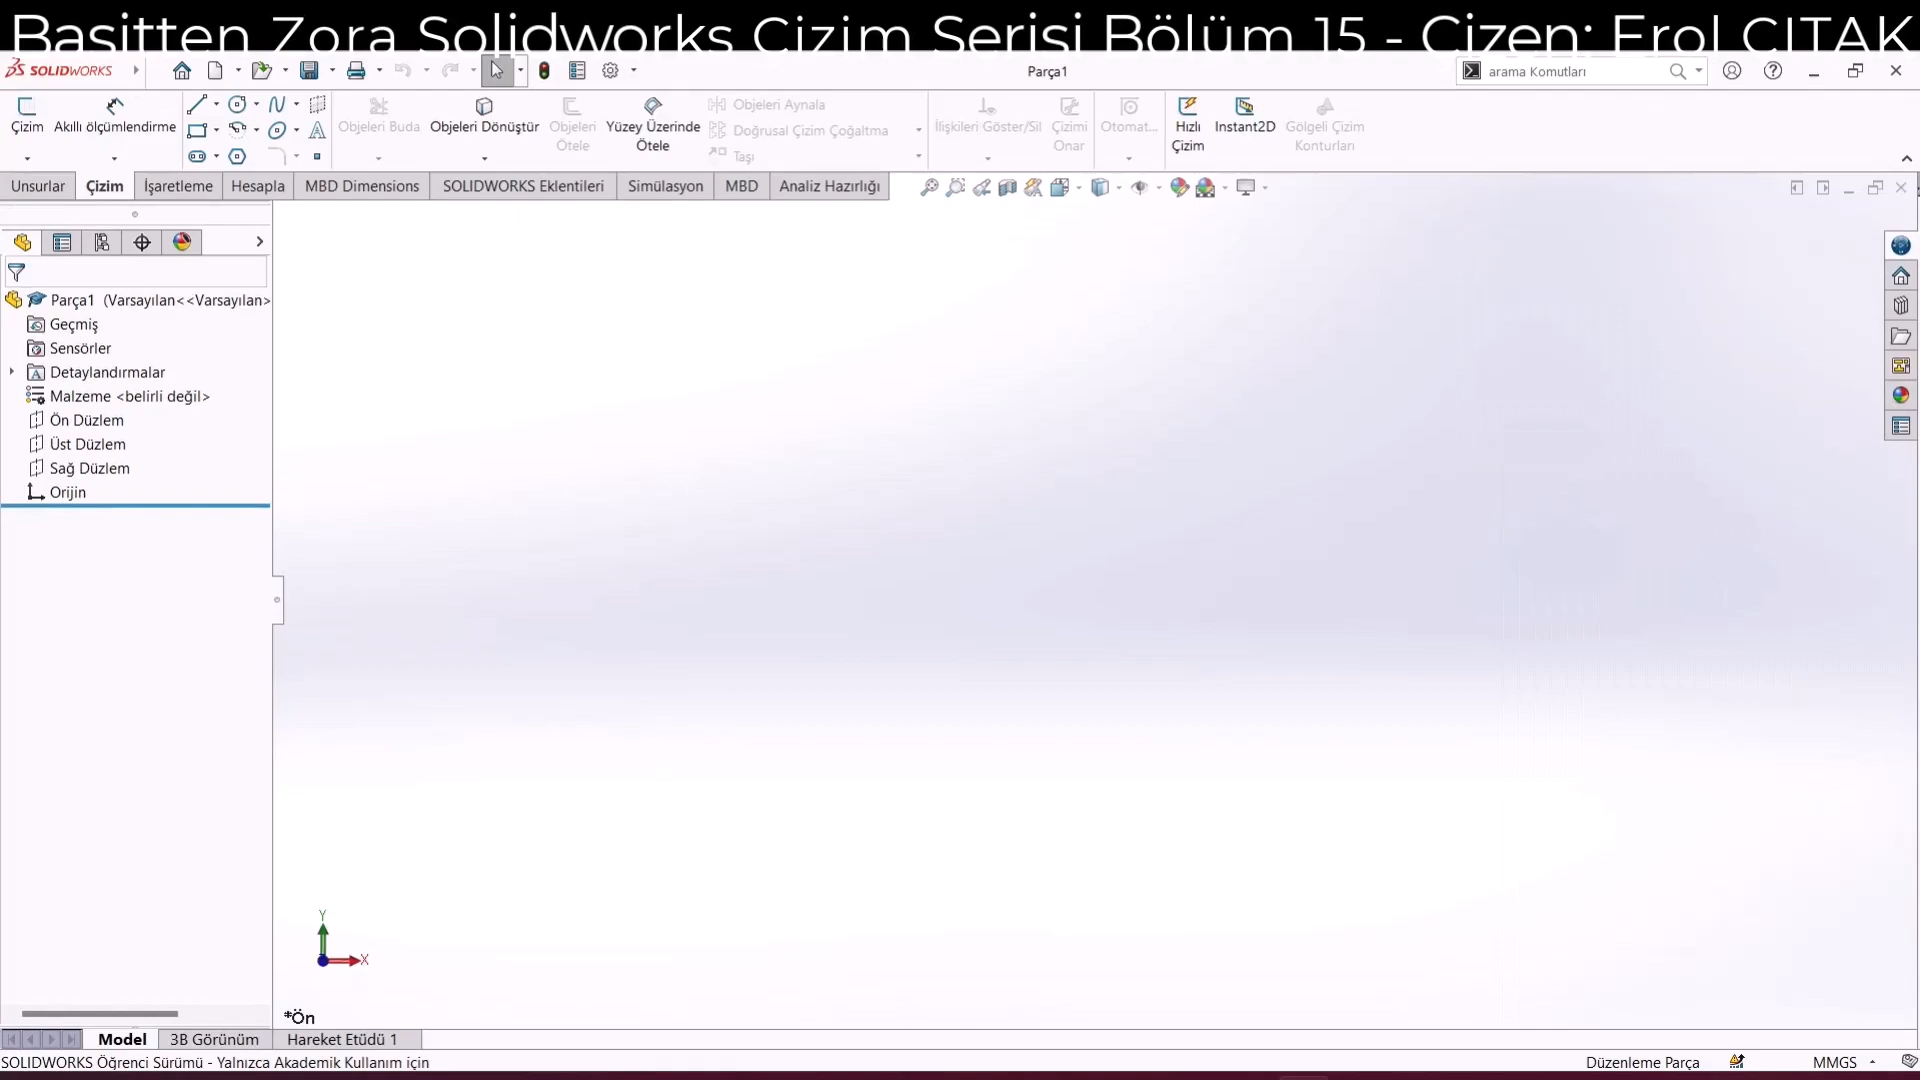 Basitten Zora Solidworks Çizim Serisi Bölüm 15 - Çizen: Erol ÇITAK
SOLIDWORKS
Parça1
arama Komutları
Çizim
Akıllı ölçümlendirme
Objeleri Buda
Objeleri Dönüştür
Objeleri Ötele
Yüzey Üzerinde Ötele
Objeleri Aynala
Doğrusal Çizim Çoğaltma
Taşı
İlişkileri Göster/Sil
Çizimi Onar
Otomat...
Hızlı Çizim
Instant2D
Gölgeli Çizim Konturları
Unsurlar
Çizim
İşaretleme
Hesapla
MBD Dimensions
SOLIDWORKS Eklentileri
Simülasyon
MBD
Analiz Hazırlığı
Parça1 (Varsayılan<<Varsayılan>
Geçmiş
Sensörler
Detaylandırmalar
Malzeme <belirli değil>
Ön Düzlem
Üst Düzlem
Sağ Düzlem
Orijin
Y
X
*Ön
Model
3B Görünüm
Hareket Etüdü 1
SOLIDWORKS Öğrenci Sürümü - Yalnızca Akademik Kullanım için
Düzenleme Parça
MMGS